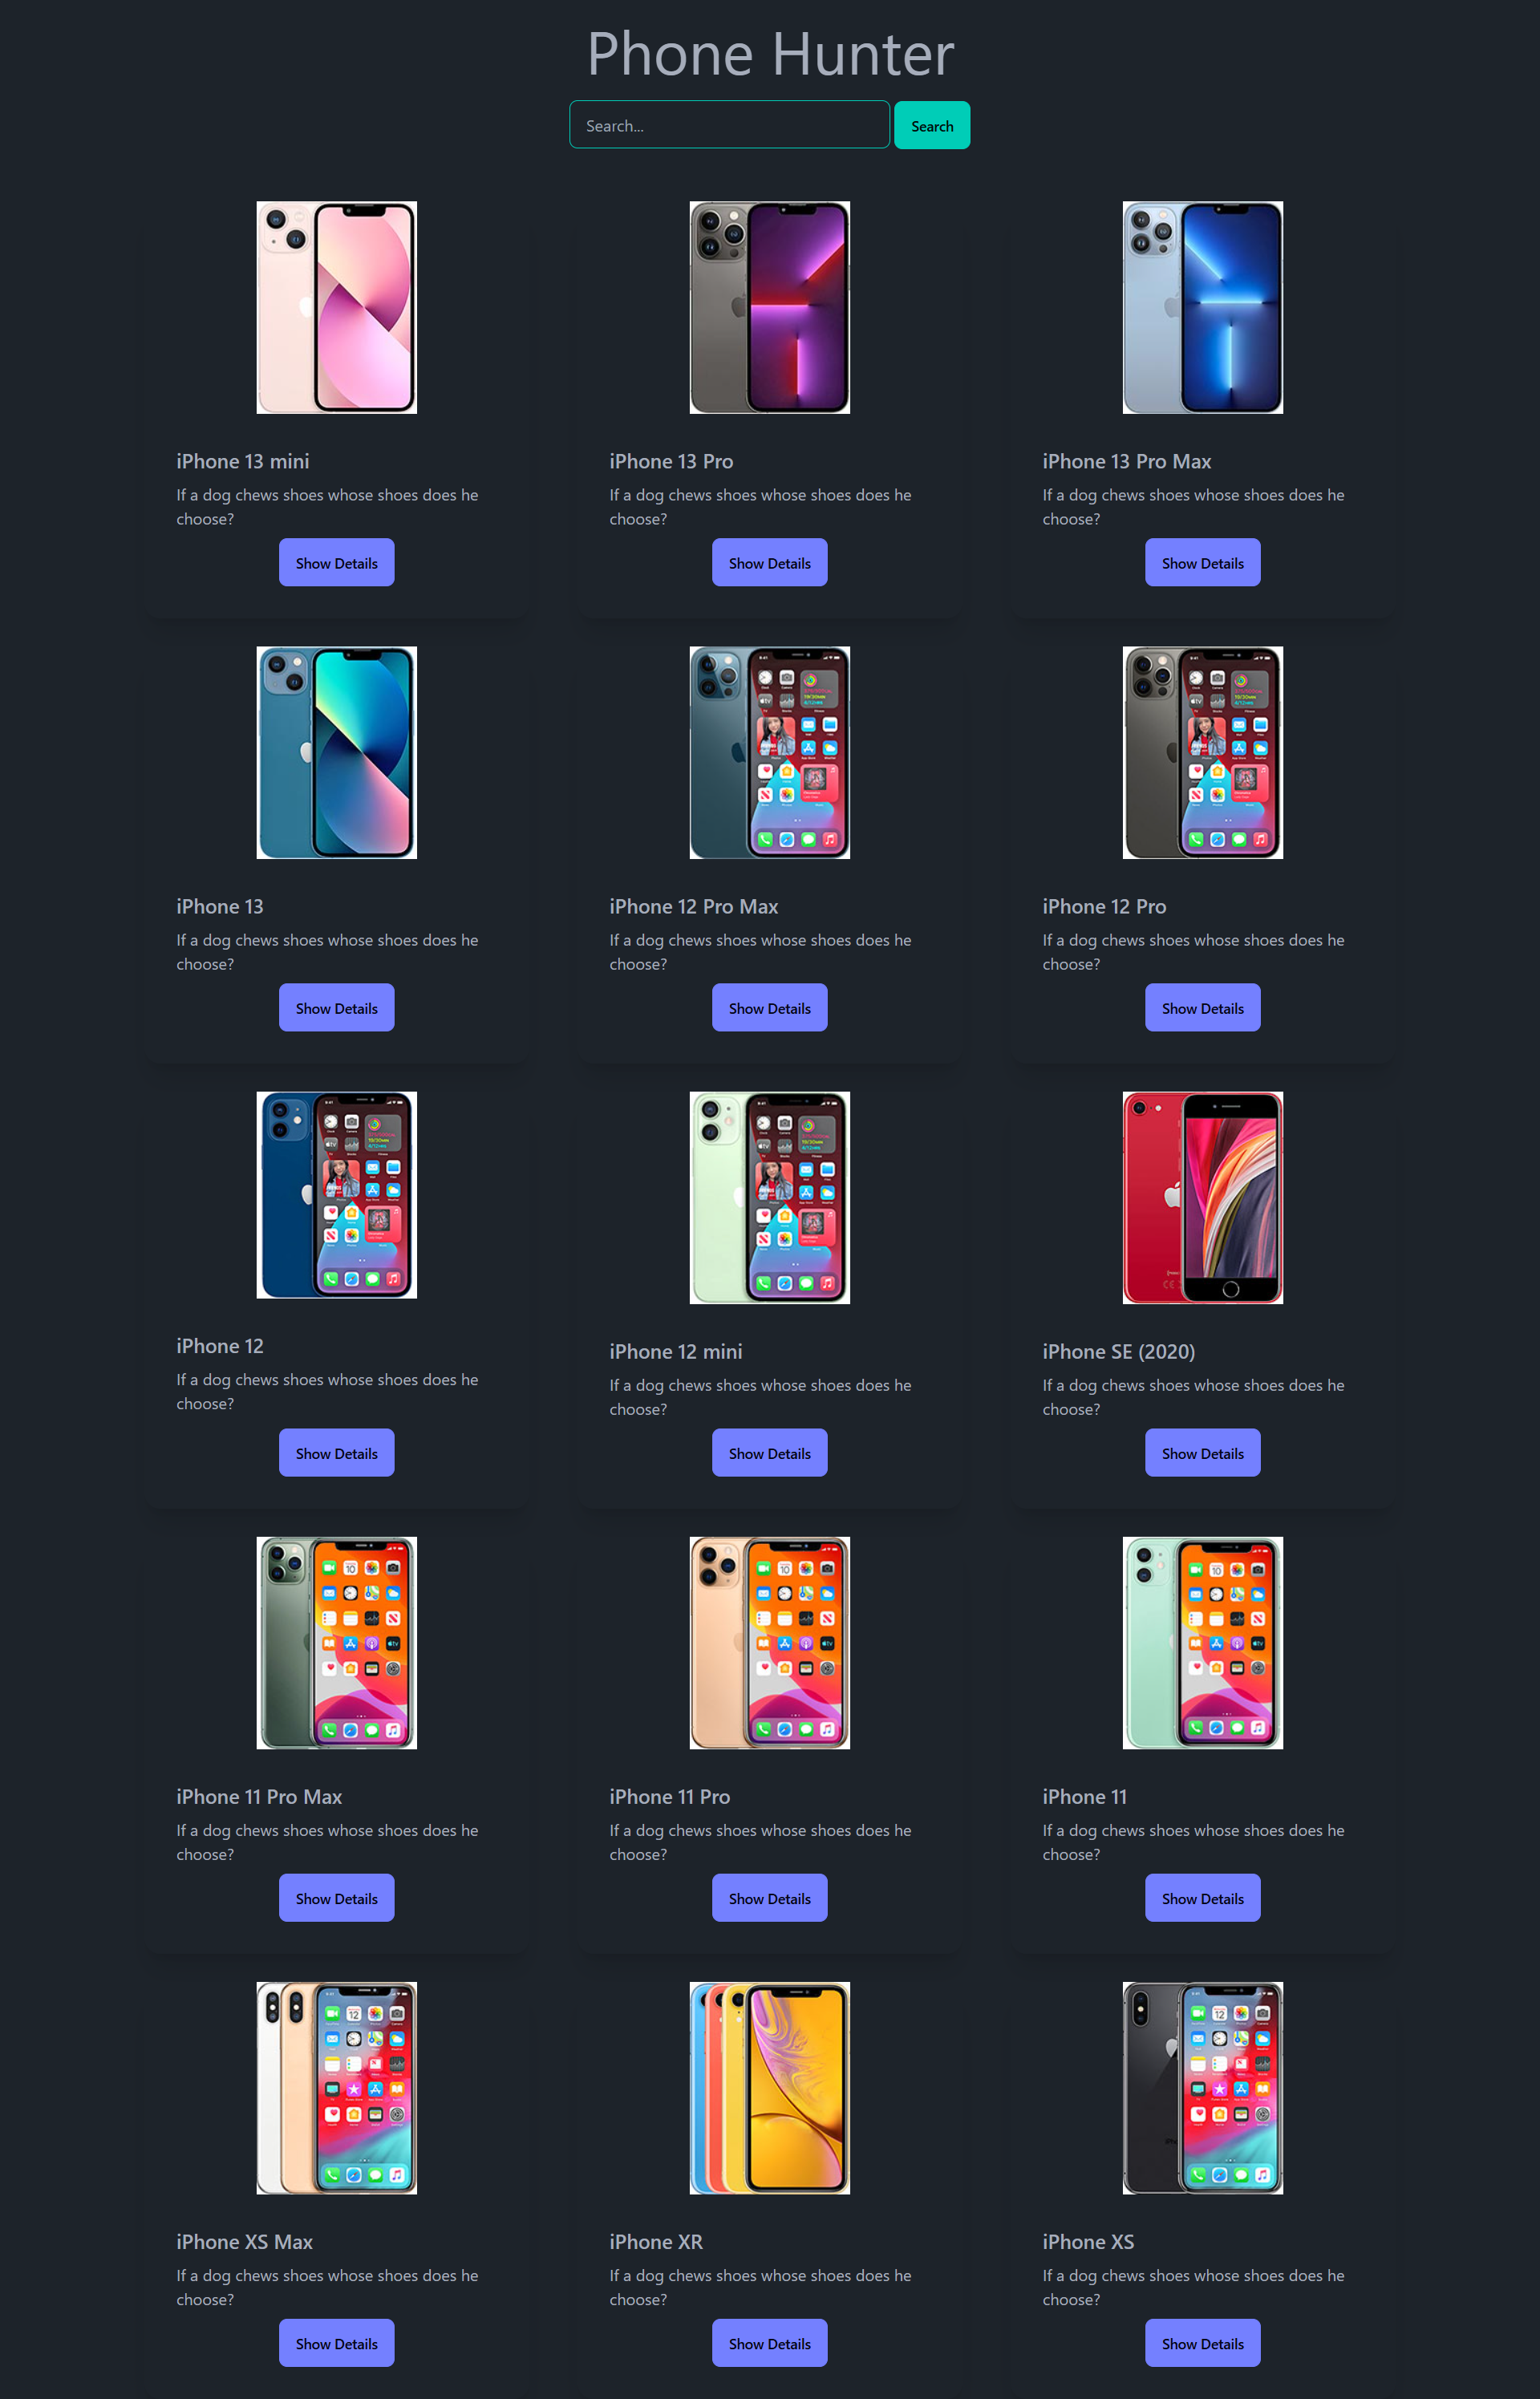 Phone Hunter
Search...
Search
iPhone 13 mini
If a dog chews shoes whose shoes does he
choose?
Show Details
iPhone 13 Pro
If a dog chews shoes whose shoes does he
choose?
Show Details
iPhone 13 Pro Max
If a dog chews shoes whose shoes does he
choose?
Show Details
iPhone 13
If a dog chews shoes whose shoes does he
choose?
Show Details
iPhone 12 Pro Max
If a dog chews shoes whose shoes does he
choose?
Show Details
iPhone 12 Pro
If a dog chews shoes whose shoes does he
choose?
Show Details
iPhone 12
If a dog chews shoes whose shoes does he
choose?
Show Details
iPhone 12 mini
If a dog chews shoes whose shoes does he
choose?
Show Details
iPhone SE (2020)
If a dog chews shoes whose shoes does he
choose?
Show Details
iPhone 11 Pro Max
If a dog chews shoes whose shoes does he
choose?
Show Details
iPhone 11 Pro
If a dog chews shoes whose shoes does he
choose?
Show Details
iPhone 11
If a dog chews shoes whose shoes does he
choose?
Show Details
iPhone XS Max
If a dog chews shoes whose shoes does he
choose?
Show Details
iPhone XR
If a dog chews shoes whose shoes does he
choose?
Show Details
iPhone XS
If a dog chews shoes whose shoes does he
choose?
Show Details